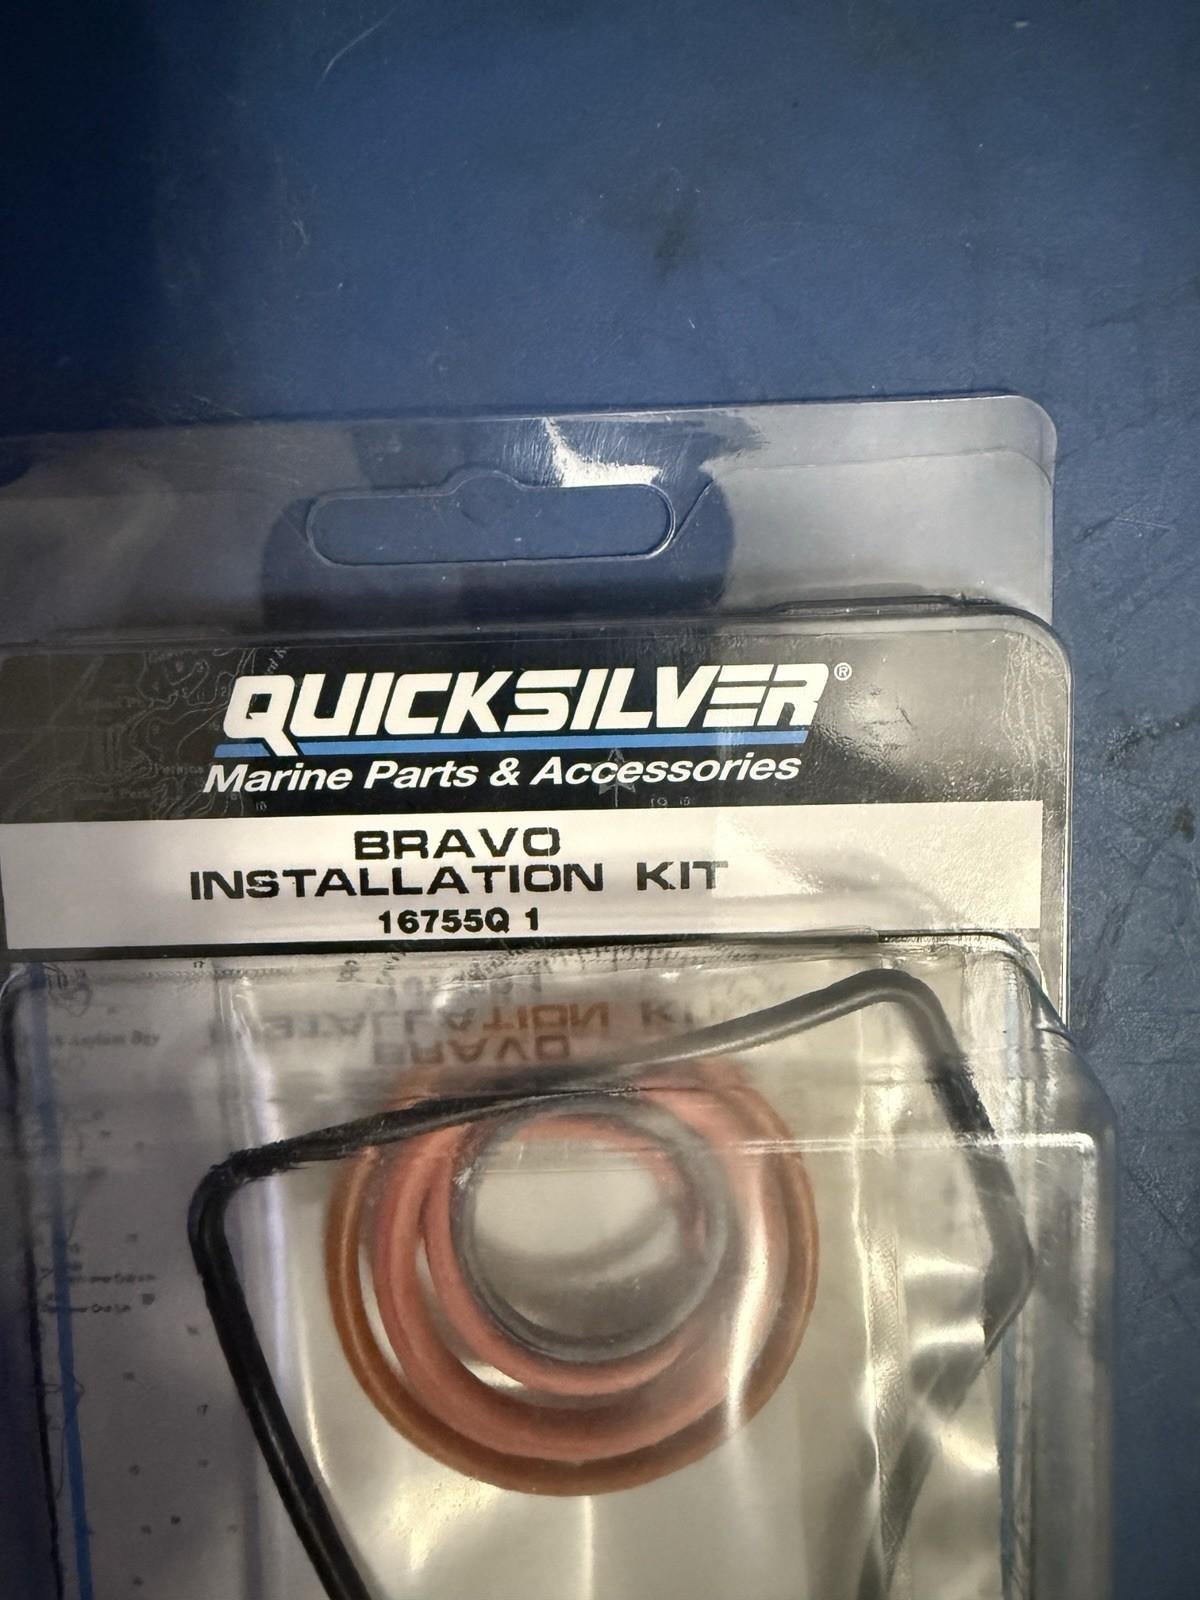 QUICKSILVER®
Marine Parts & Accessories
BRAVO
INSTALLATION KIT
16755Q 1